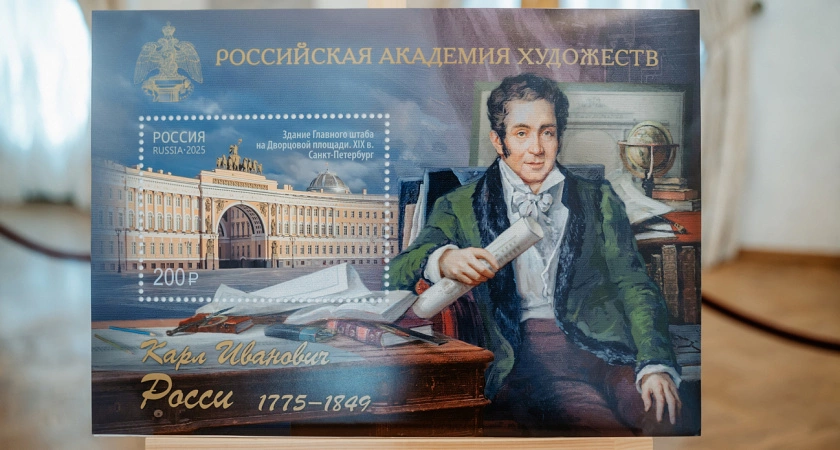 РОССИЙСКАЯ АКАДЕМИЯ ХУДОЖЕСТВ
РОССИЯ
RUSSIA•2025
Здание Главного штаба
на Дворцовой площади. XIX в.
Санкт-Петербург
200 ₽
Карл Иванович
Росси 1775–1849